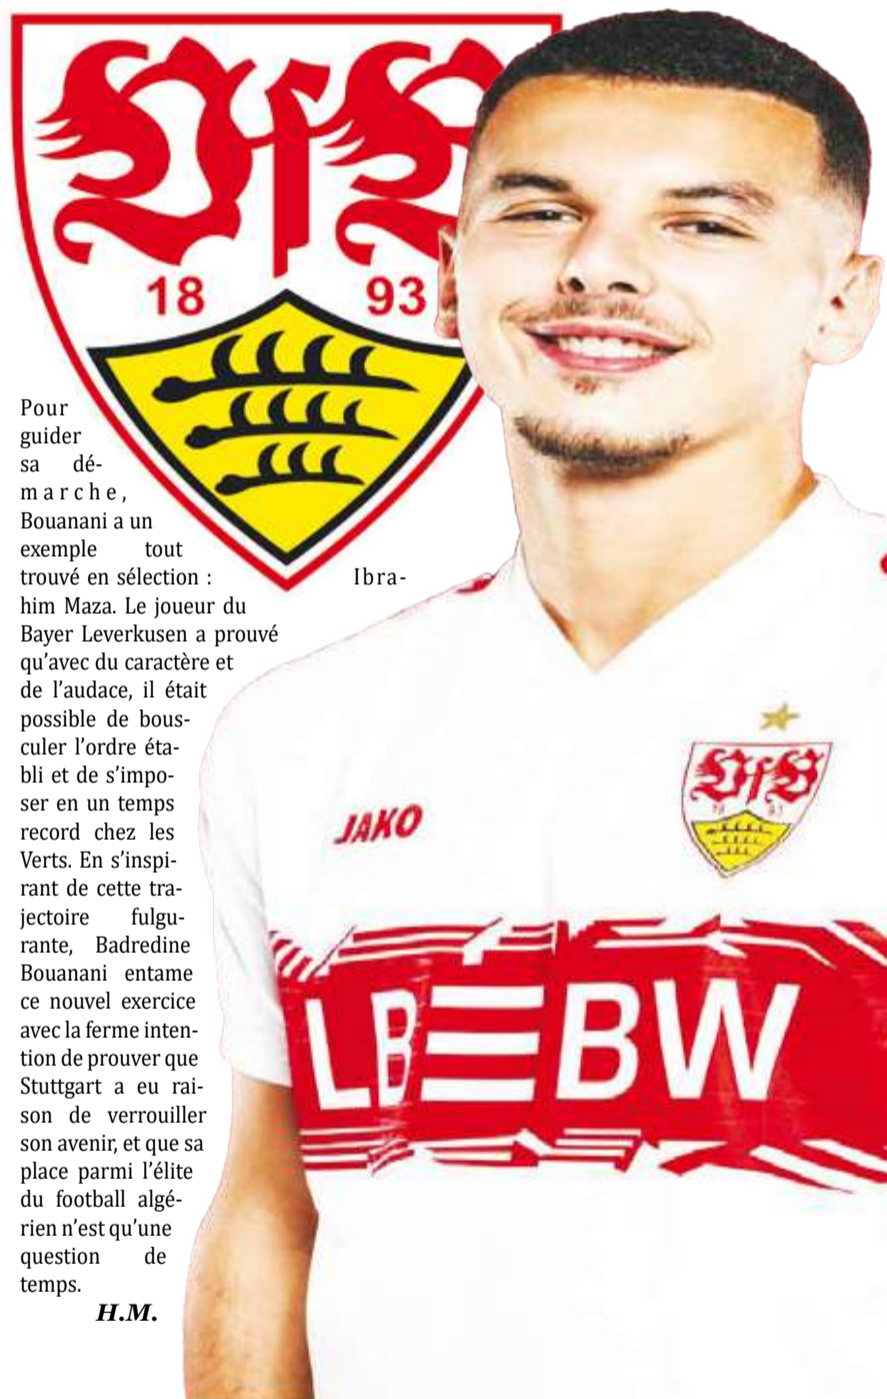 VfB
18 93
Pour
guider
sa dé-
marche,
Bouanani a un
exemple tout
trouvé en sélection : Ibra-
him Maza. Le joueur du
Bayer Leverkusen a prouvé
qu’avec du caractère et
de l’audace, il était
possible de bous-
culer l’ordre éta-
bli et de s’impo-
ser en un temps
record chez les
Verts. En s’inspi-
rant de cette tra-
jectoire fulgu-
rante, Badredine
Bouanani entame
ce nouvel exercice
avec la ferme inten-
tion de prouver que
Stuttgart a eu rai-
son de verrouiller
son avenir, et que sa
place parmi l’élite
du football algé-
rien n’est qu’une
question de
temps.
H.M.
JAKO
VfB
18 93
LBBW